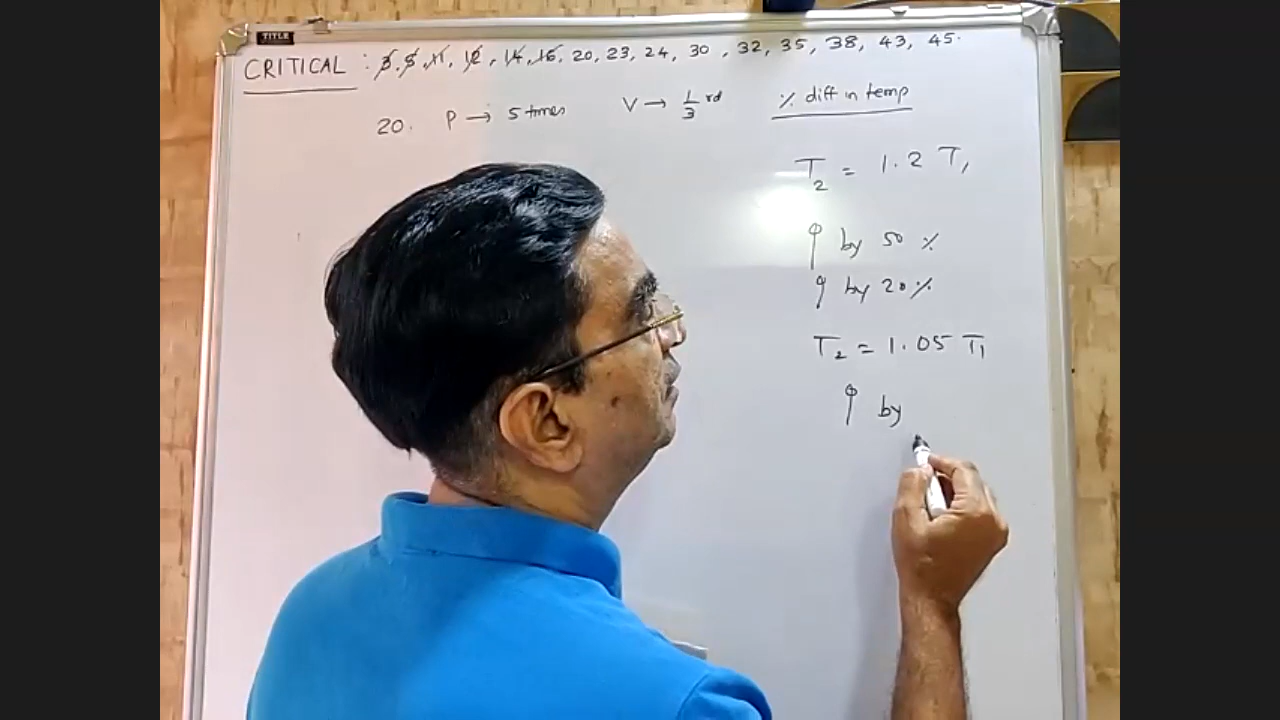 TITLE
CRITICAL : 3, 5, 11, 12, 14, 16, 20, 23, 24, 30, 32, 35, 38, 43, 45.
20. P → 5 times V → 1/3 rd % diff in temp
T₂ = 1.2 T₁
by 50 %
by 20 %
T₂ = 1.05 T₁
by